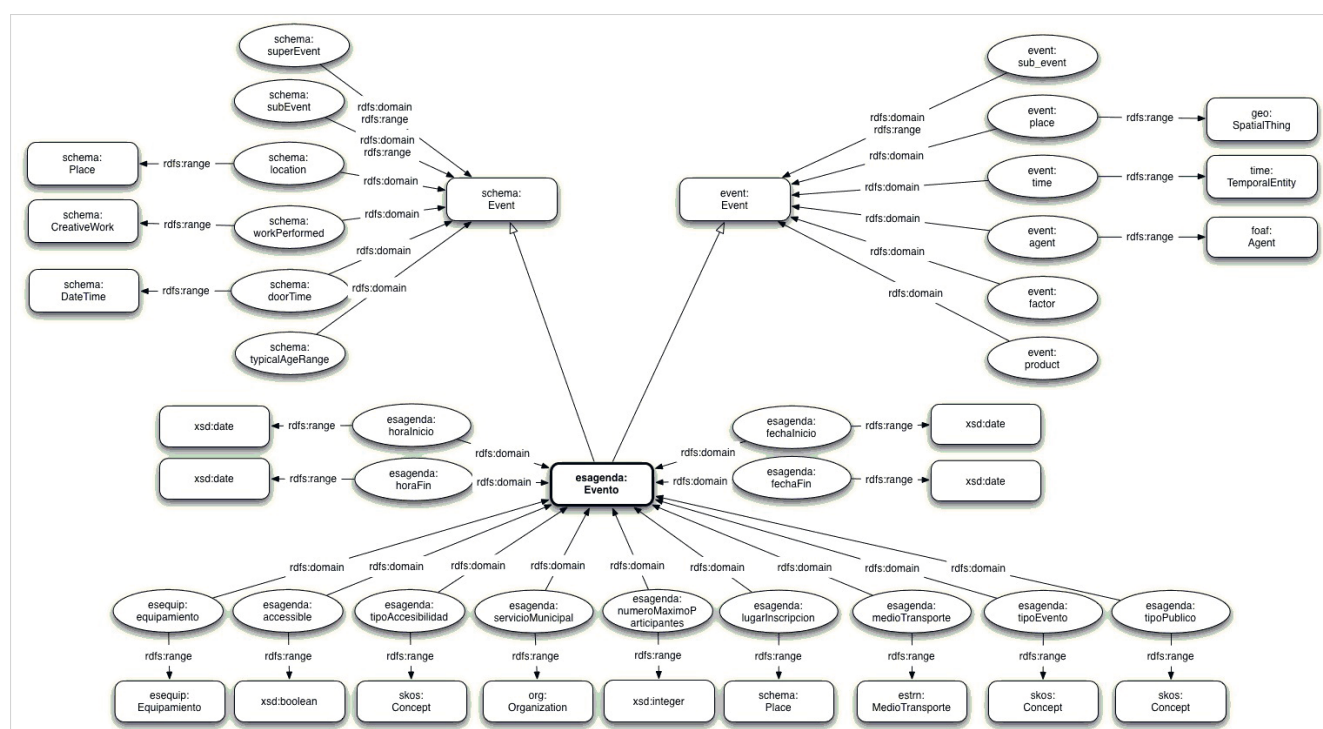 schema:
superEvent
event:
sub_event
schema:
subEvent
rdfs:domain
rdfs:range
rdfs:domain
rdfs:range
event:
place
rdfs:range
geo:
SpatialThing
rdfs:domain
rdfs:range
schema:
Place
rdfs:range
schema:
location
rdfs:domain
schema:
Event
event:
Event
rdfs:domain
rdfs:domain
event:
time
rdfs:range
time:
TemporalEntity
schema:
CreativeWork
rdfs:range
schema:
workPerformed
rdfs:domain
rdfs:domain
event:
agent
rdfs:range
foaf:
Agent
schema:
DateTime
rdfs:range
schema:
doorTime
rdfs:domain
rdfs:domain
rdfs:domain
rdfs:domain
event:
factor
schema:
typicalAgeRange
event:
product
xsd:date
rdfs:range
esagenda:
horaInicio
rdfs:domain
esagenda:
fechaInicio
rdfs:range
xsd:date
rdfs:domain
xsd:date
rdfs:range
esagenda:
horaFin
rdfs:domain
esagenda:
Evento
rdfs:domain
esagenda:
fechaFin
rdfs:range
xsd:date
rdfs:domain
rdfs:domain
rdfs:domain
rdfs:domain
rdfs:domain
rdfs:domain
rdfs:domain
rdfs:domain
rdfs:domain
esequip:
equipamiento
esagenda:
accessible
esagenda:
tipoAccesibilidad
esagenda:
servicioMunicipal
esagenda:
numeroMaximoP
articipantes
esagenda:
lugarInscripcion
esagenda:
medioTransporte
esagenda:
tipoEvento
esagenda:
tipoPublico
rdfs:range
rdfs:range
rdfs:range
rdfs:range
rdfs:range
rdfs:range
rdfs:range
rdfs:range
rdfs:range
esequip:
Equipamiento
xsd:boolean
skos:
Concept
org:
Organization
xsd:integer
schema:
Place
estrn:
MedioTransporte
skos:
Concept
skos:
Concept